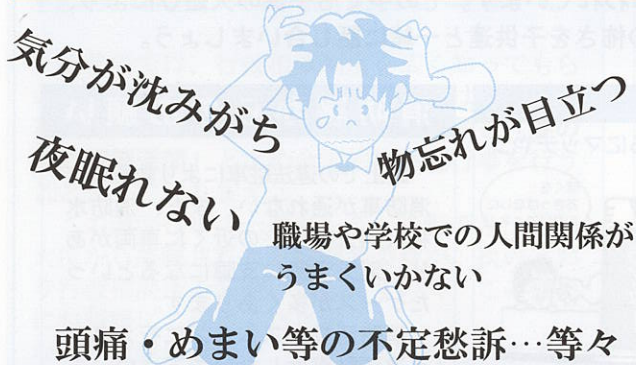 気分が沈みがち
物忘れが目立つ
夜眠れない
職場や学校での人間関係が
うまくいかない
頭痛・めまい等の不定愁訴…等々